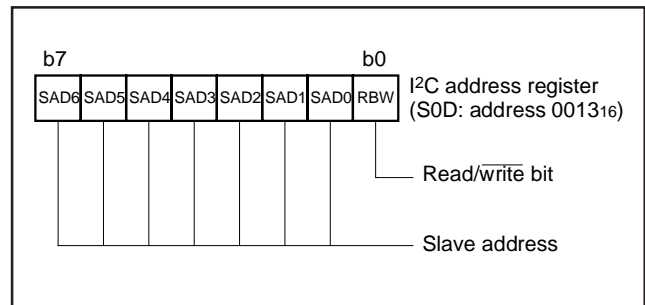 b7 b0
SAD6 SAD5 SAD4 SAD3 SAD2 SAD1 SAD0 RBW
I²C address register
(S0D: address 0013₁₆)
Read/w̅r̅i̅t̅e̅ bit
Slave address